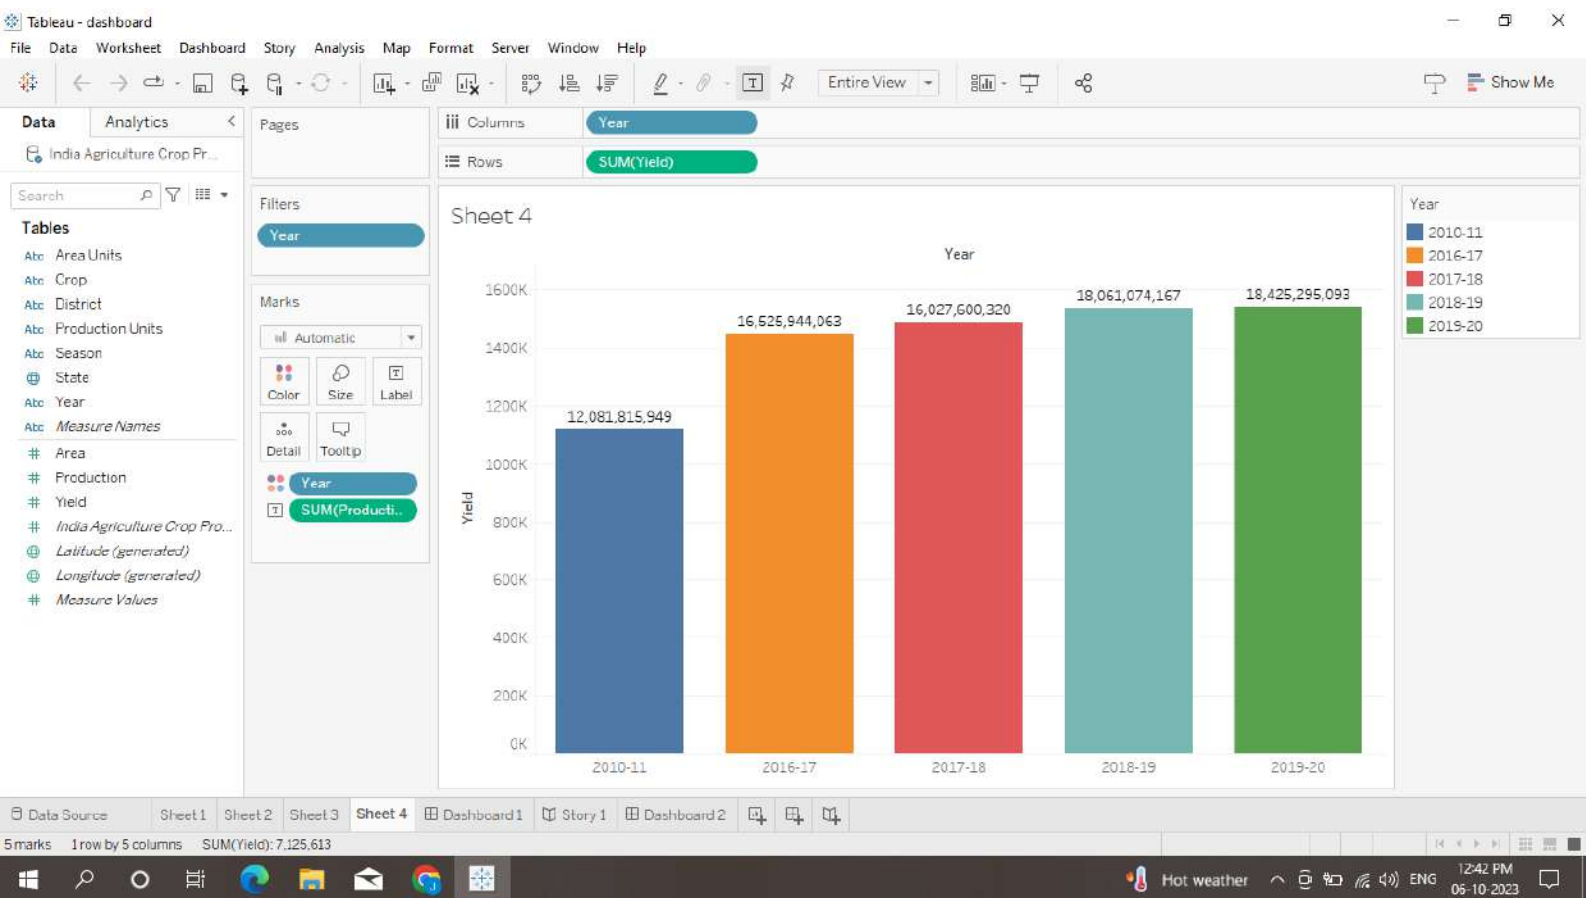 Tableau - dashboard
File Data Worksheet Dashboard Story Analysis Map Format Server Window Help
Entire View
Show Me
Data Analytics
India Agriculture Crop Pr...
Search
Tables
Abc Area Units
Abc Crop
Abc District
Abc Production Units
Abc Season
State
Abc Year
Abc Measure Names
# Area
# Production
# Yield
# India Agriculture Crop Pro...
Latitude (generated)
Longitude (generated)
# Measure Values
Pages
Filters
Year
Marks
Automatic
Color Size Label
Detail Tooltip
Year
SUM(Producti..
iii Columns Year
Rows SUM(Yield)
Sheet 4
Year
1600K
1400K
1200K
1000K
800K
600K
400K
200K
0K
Yield
12,081,815,949
16,525,944,063
16,027,600,320
18,061,074,167
18,425,295,093
2010-11 2016-17 2017-18 2018-19 2019-20
Year
2010-11
2016-17
2017-18
2018-19
2019-20
Data Source Sheet 1 Sheet 2 Sheet 3 Sheet 4 Dashboard 1 Story 1 Dashboard 2
5 marks 1 row by 5 columns SUM(Yield): 7,125,613
Hot weather ENG 12:42 PM
06-10-2023